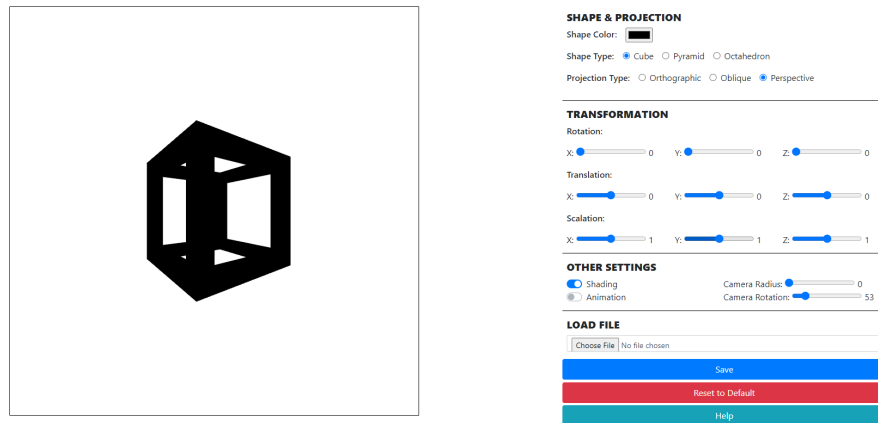 SHAPE & PROJECTION
Shape Color:
Shape Type: Cube Pyramid Octahedron
Projection Type: Orthographic Oblique Perspective
TRANSFORMATION
Rotation:
X: 0 Y: 0 Z: 0
Translation:
X: 0 Y: 0 Z: 0
Scalation:
X: 1 Y: 1 Z: 1
OTHER SETTINGS
Shading Camera Radius: 0
Animation Camera Rotation: 53
LOAD FILE
Choose File No file chosen
Save
Reset to Default
Help